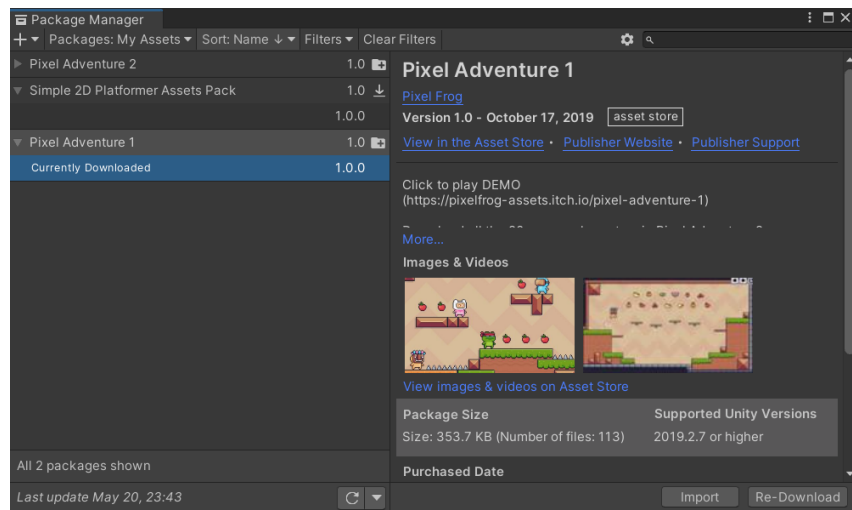 Package Manager
Packages: My Assets Sort: Name ↓ Filters Clear Filters
Pixel Adventure 2 1.0
Simple 2D Platformer Assets Pack 1.0
1.0.0
Pixel Adventure 1 1.0
Currently Downloaded 1.0.0
All 2 packages shown
Last update May 20, 23:43
Pixel Adventure 1
Pixel Frog
Version 1.0 - October 17, 2019 asset store
View in the Asset Store • Publisher Website • Publisher Support
Click to play DEMO
(https://pixelfrog-assets.itch.io/pixel-adventure-1)
More...
Images & Videos
View images & videos on Asset Store
Package Size Supported Unity Versions
Size: 353.7 KB (Number of files: 113) 2019.2.7 or higher
Purchased Date
Import Re-Download